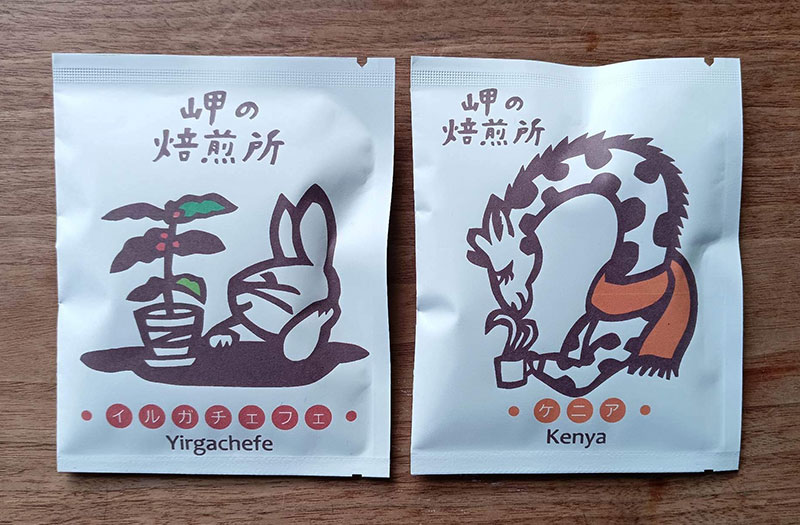 岬の
焙煎所
イルガチェフェ
Yirgachefe
岬の
焙煎所
ケニア
Kenya